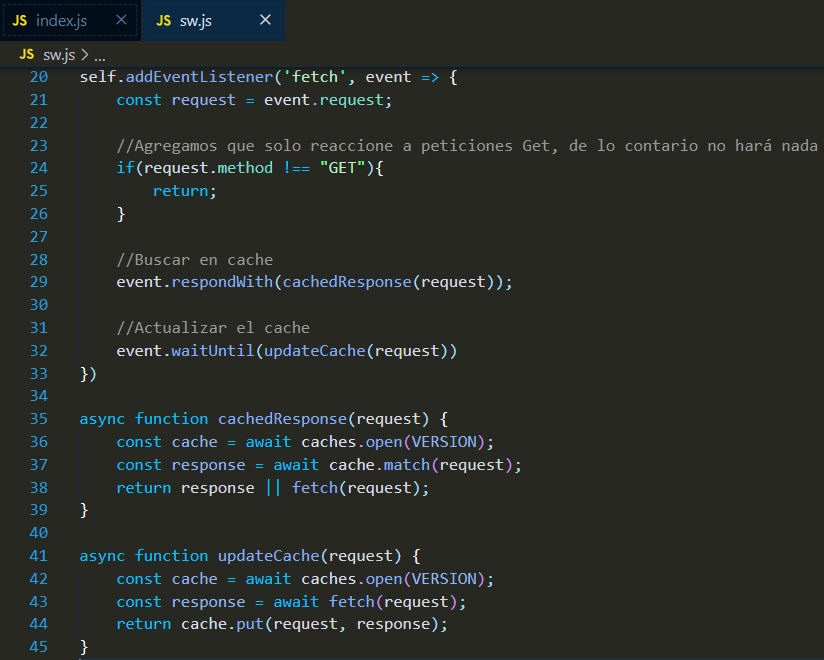 JS index.js × JS sw.js ×
JS sw.js > ...
20 self.addEventListener('fetch', event => {
21     const request = event.request;
22
23     //Agregamos que solo reaccione a peticiones Get, de lo contario no hará nada
24     if(request.method !== "GET"){
25         return;
26     }
27
28     //Buscar en cache
29     event.respondWith(cachedResponse(request));
30
31     //Actualizar el cache
32     event.waitUntil(updateCache(request))
33 })
34
35 async function cachedResponse(request) {
36     const cache = await caches.open(VERSION);
37     const response = await cache.match(request);
38     return response || fetch(request);
39 }
40
41 async function updateCache(request) {
42     const cache = await caches.open(VERSION);
43     const response = await fetch(request);
44     return cache.put(request, response);
45 }